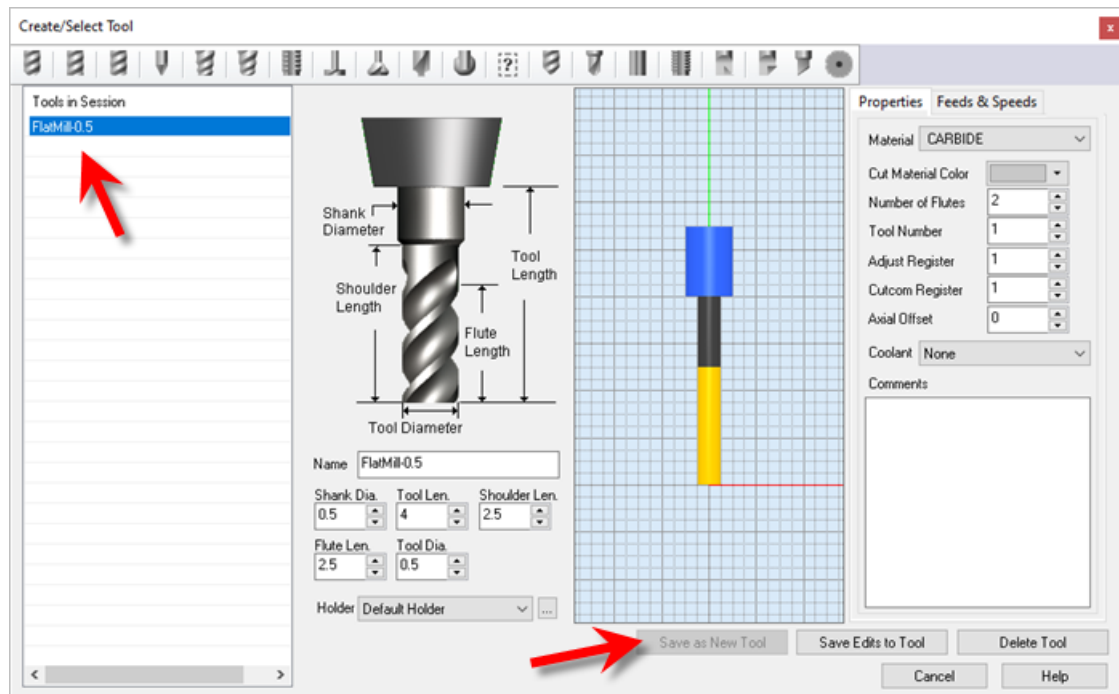 Create/Select Tool
x
?
Tools in Session
FlatMill-0.5
Shank
Diameter
Tool
Length
Shoulder
Length
Flute
Length
Tool Diameter
Name FlatMill-0.5
Shank Dia. Tool Len. Shoulder Len.
0.5 4 2.5
Flute Len. Tool Dia.
2.5 0.5
Holder Default Holder ...
Properties Feeds & Speeds
Material CARBIDE
Cut Material Color
Number of Flutes 2
Tool Number 1
Adjust Register 1
Cutcom Register 1
Axial Offset 0
Coolant None
Comments
Save as New Tool Save Edits to Tool Delete Tool
Cancel Help